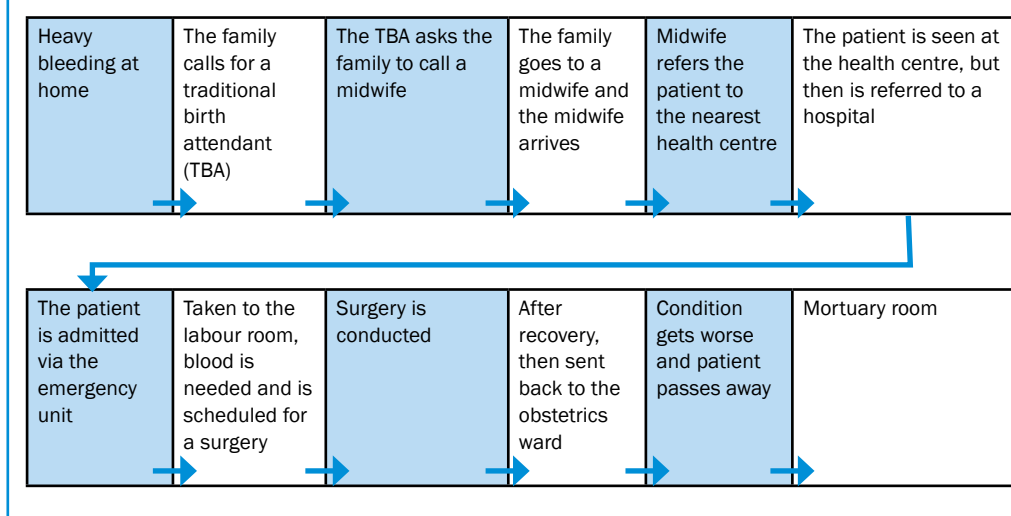 Heavy
bleeding at
home
The family
calls for a
traditional
birth
attendant
(TBA)
The TBA asks the
family to call a
midwife
The family
goes to a
midwife and
the midwife
arrives
Midwife
refers the
patient to
the nearest
health centre
The patient is seen at
the health centre, but
then is referred to a
hospital
The patient
is admitted
via the
emergency
unit
Taken to the
labour room,
blood is
needed and is
scheduled for
a surgery
Surgery is
conducted
After
recovery,
then sent
back to the
obstetrics
ward
Condition
gets worse
and patient
passes away
Mortuary room